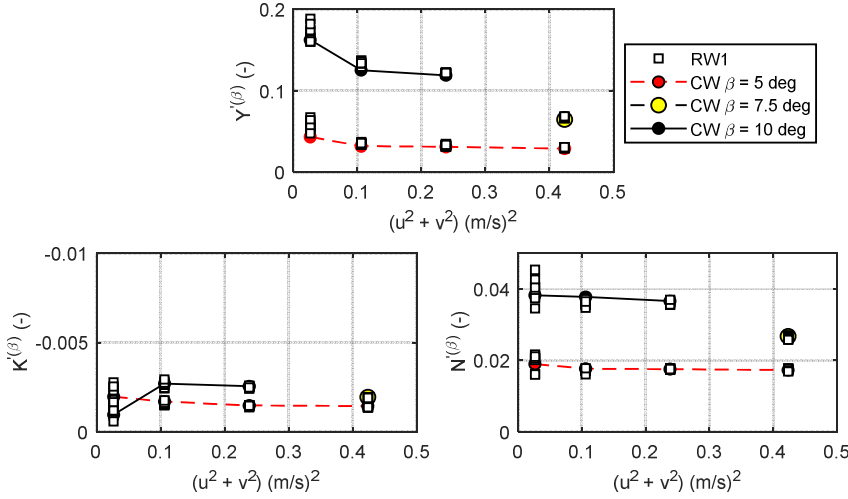 0.2
0.1
0
Y'(β) (-)
0 0.1 0.2 0.3 0.4 0.5
(u² + v²) (m/s)²
RW1
CW β = 5 deg
CW β = 7.5 deg
CW β = 10 deg
-0.01
-0.005
0
K'(β) (-)
0 0.1 0.2 0.3 0.4 0.5
(u² + v²) (m/s)²
0.04
0.02
0
N'(β) (-)
0 0.1 0.2 0.3 0.4 0.5
(u² + v²) (m/s)²